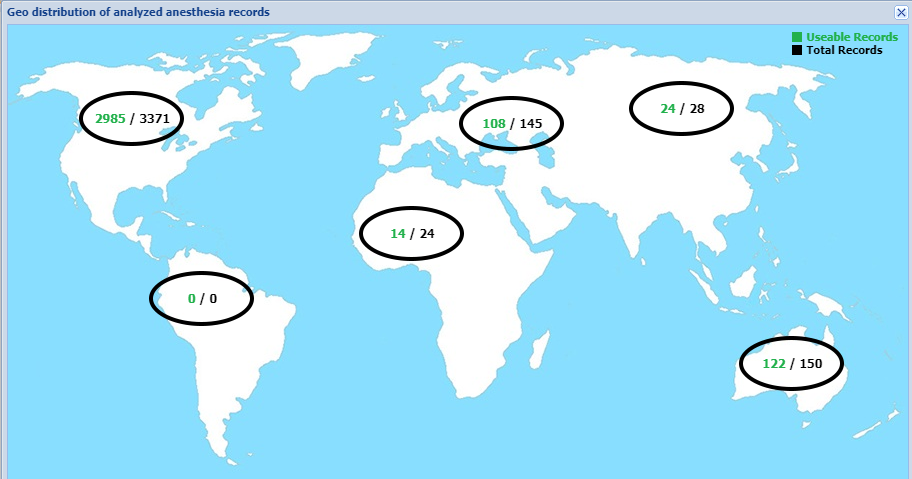 Geo distribution of analyzed anesthesia records
Useable Records
Total Records
2985 / 3371
108 / 145
24 / 28
14 / 24
0 / 0
122 / 150